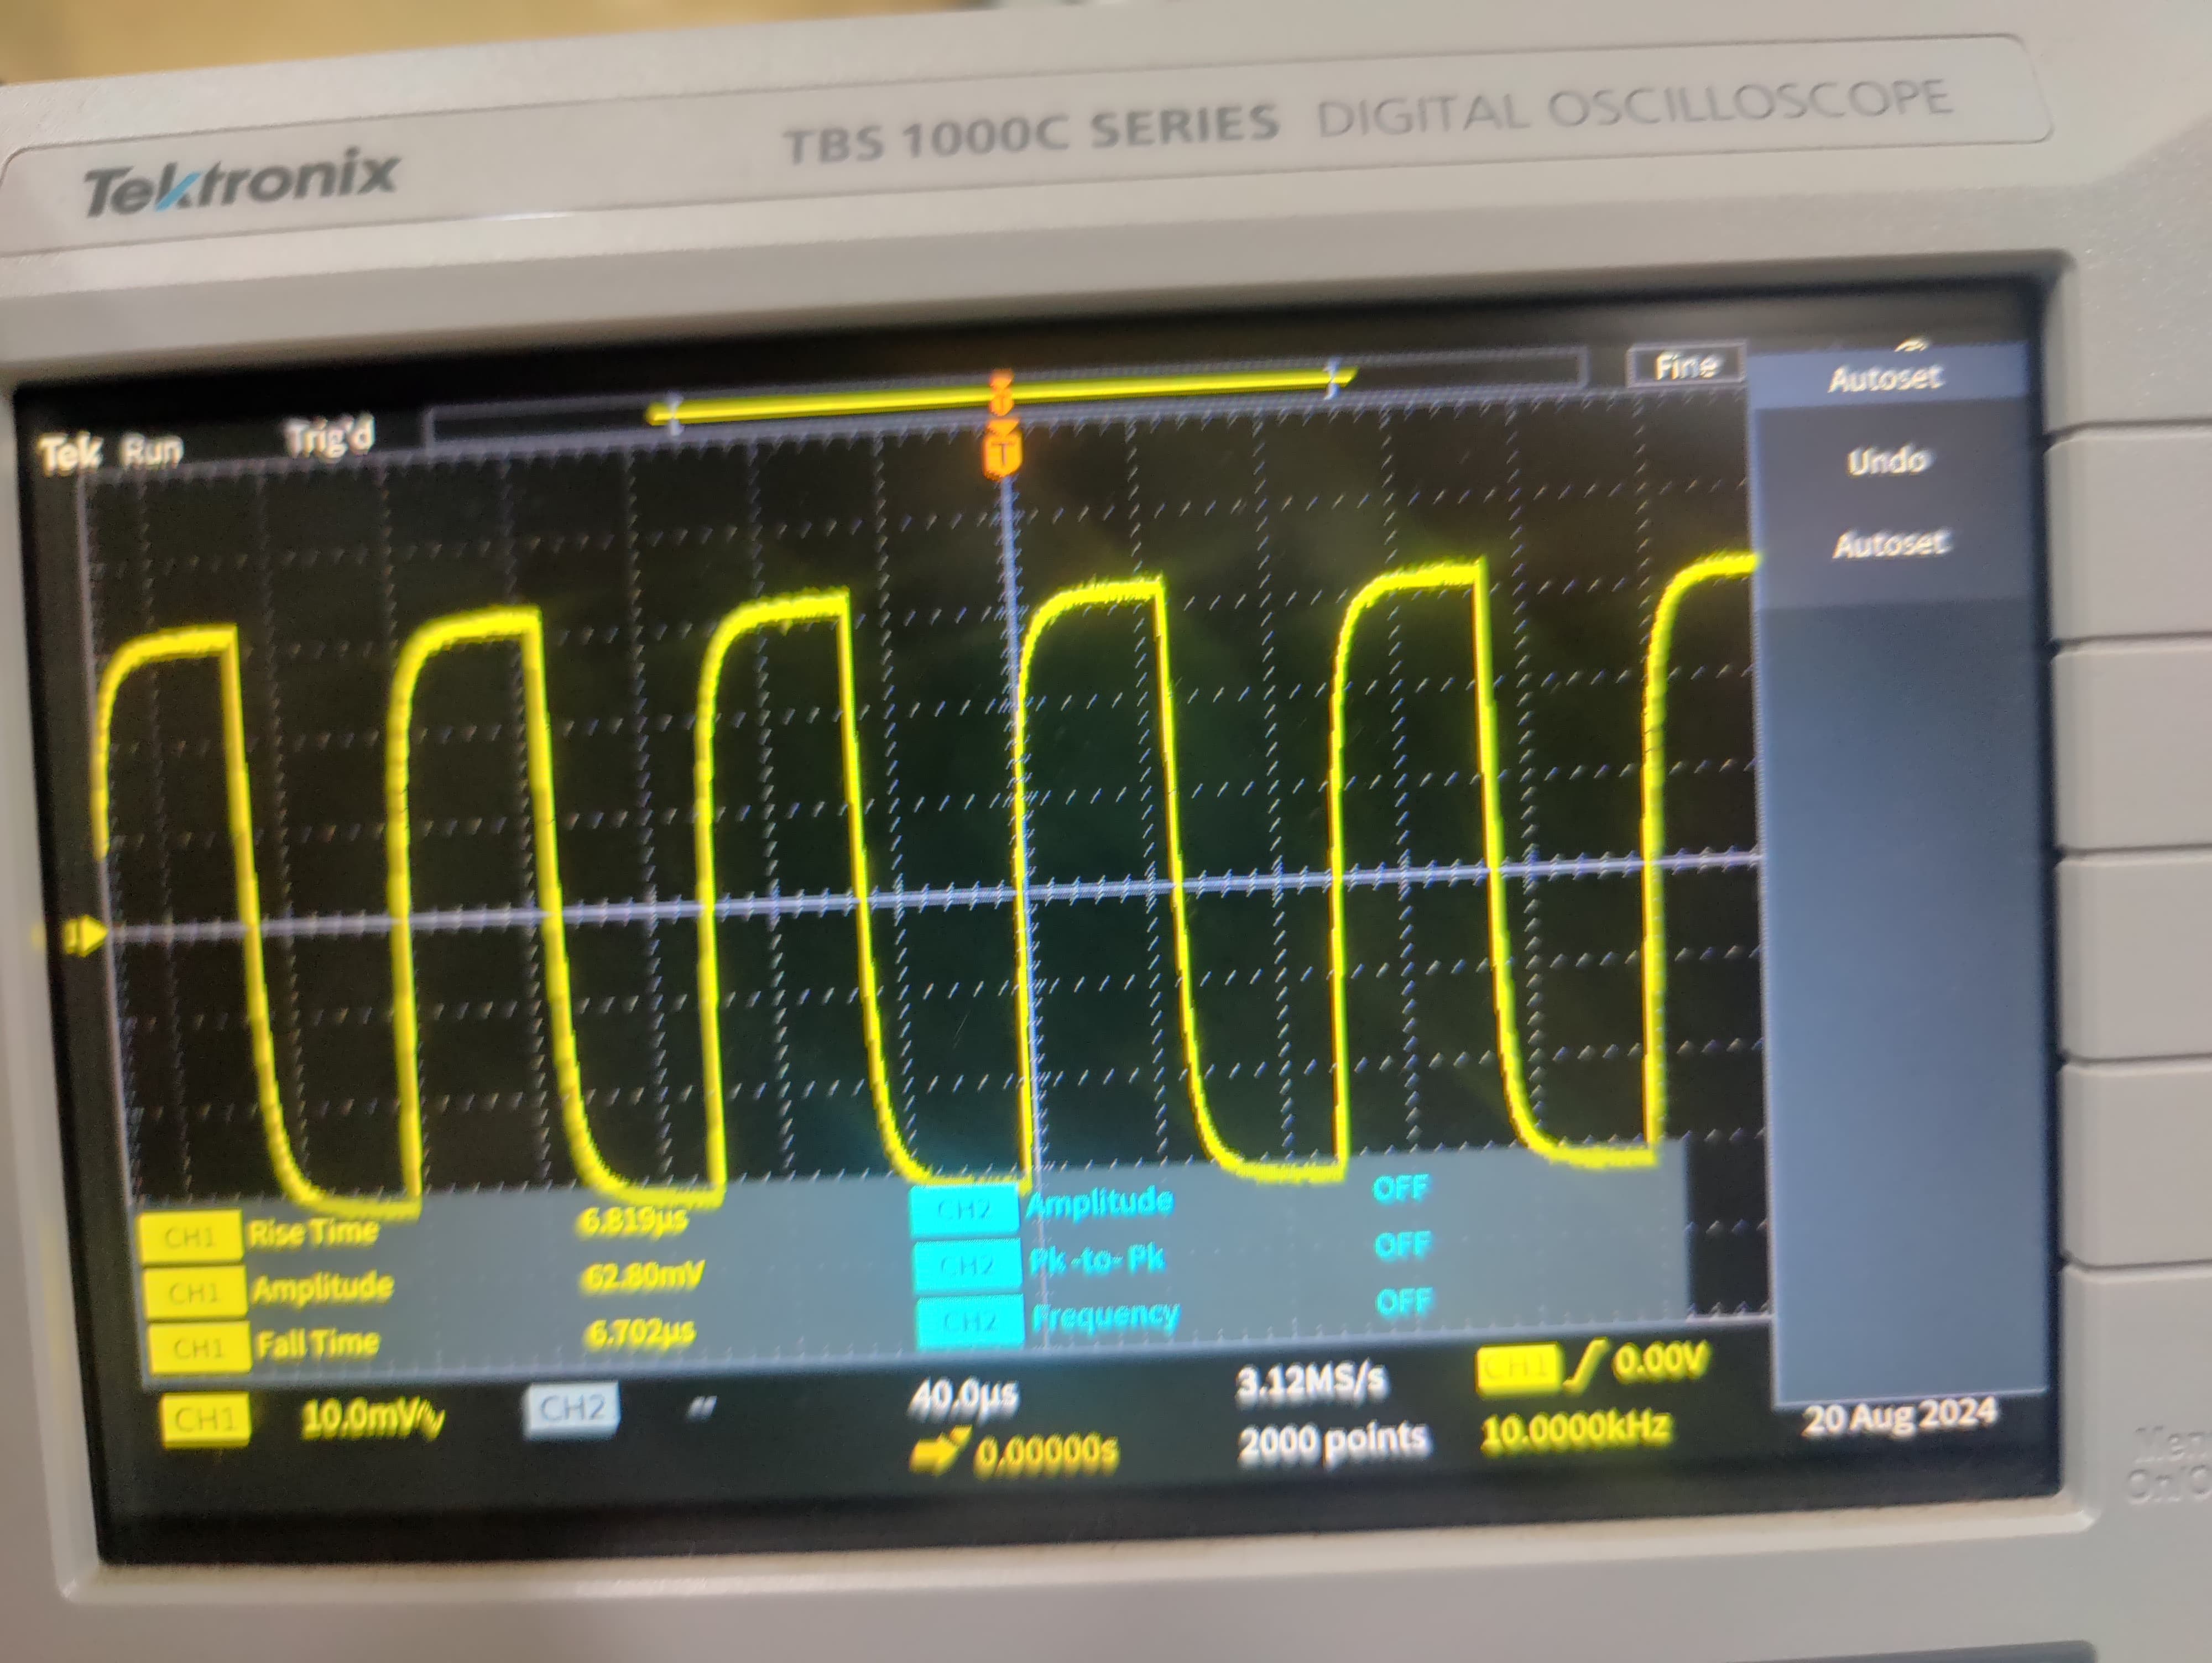 Tektronix TBS 1000C SERIES DIGITAL OSCILLOSCOPE
Tek Run Trig'd Fine
T
Autoset
Undo
Autoset
CH1 Rise Time 6.819µs CH2 Amplitude OFF
CH1 Amplitude 62.80mV CH2 Pk-to-Pk OFF
CH1 Fall Time 6.702µs CH2 Frequency OFF
CH1 10.0mV CH2 40.0µs 3.12MS/s CH1 0.00V
0.00000s 2000 points 10.0000kHz
20 Aug 2024